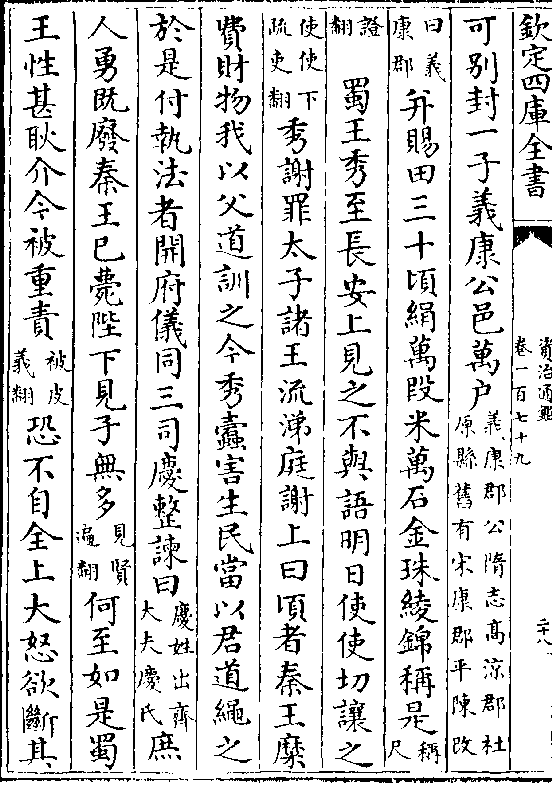 欽定四庫全書
資治通鑑
卷一百七十九
二十八
可别封一子義康公邑萬户義康郡公隋志髙涼郡杜原縣舊有宋康郡平陳改
曰義康郡并賜田三十頃絹萬段米萬石金珠綾錦稱是稱尺
證翻蜀王秀至長安上見之不與語明日使使切讓之
使使下疏吏翻秀謝罪太子諸王流涕庭謝上曰頃者秦王糜
費財物我以父道訓之今秀蠧害生民當以君道繩之
於是付執法者開府儀同三司慶整諫曰慶姓出齊大夫慶氏庶
人勇既廢秦王已薨陛下見子無多見賢遍翻何至如是蜀
王性甚耿介今被重責被皮義翻恐不自全上大怒欲斷其